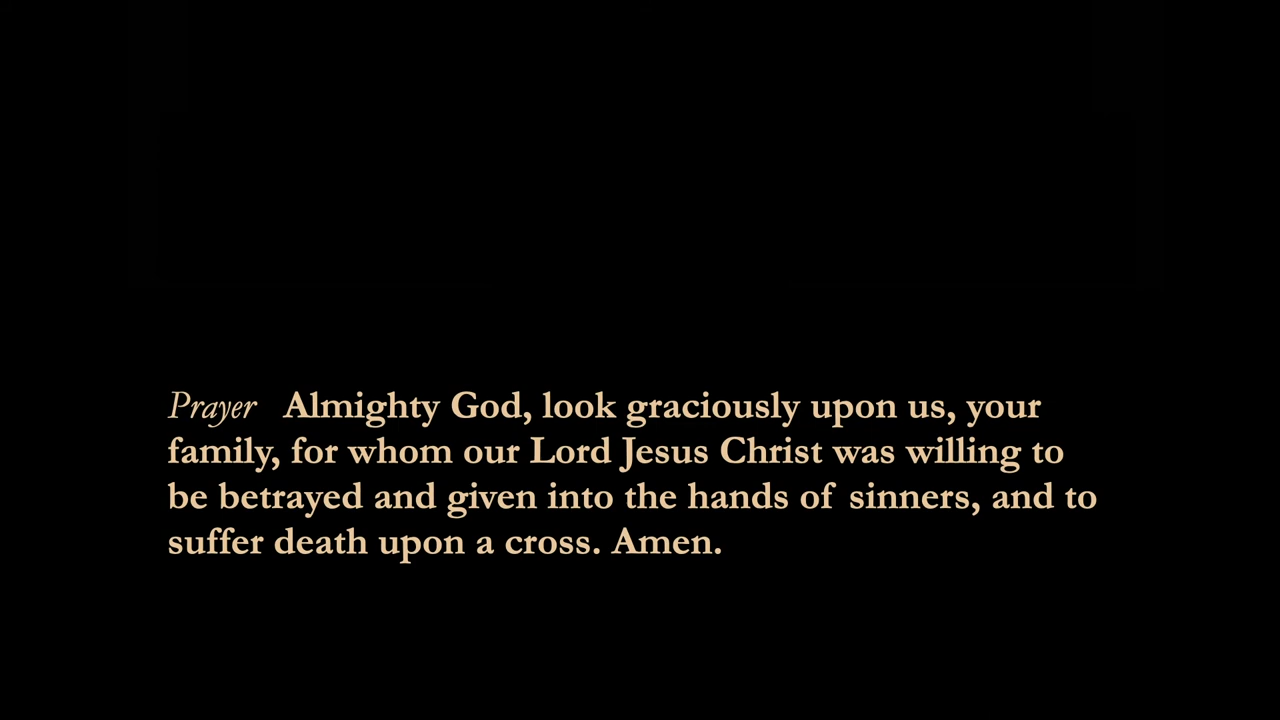 Prayer Almighty God, look graciously upon us, your
family, for whom our Lord Jesus Christ was willing to
be betrayed and given into the hands of sinners, and to
suffer death upon a cross. Amen.